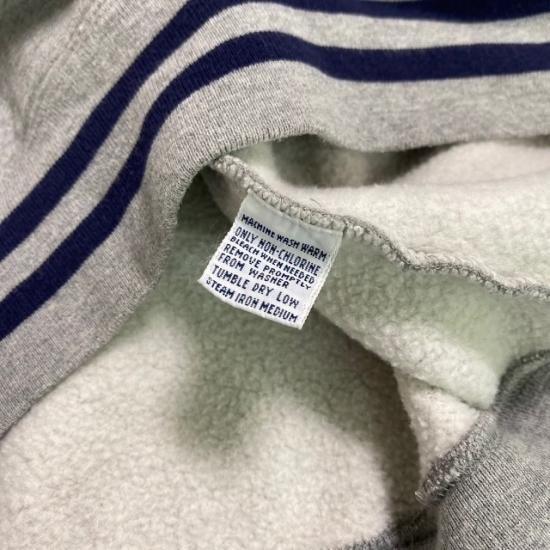 MACHINE WASH WARM
ONLY NON-CHLORINE
BLEACH WHEN NEEDED
REMOVE PROMPTLY
FROM WASHER
TUMBLE DRY LOW
STEAM IRON MEDIUM